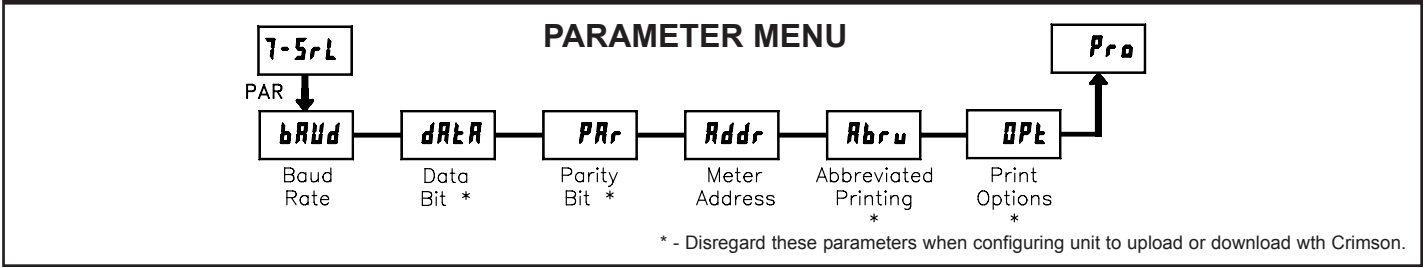 PARAMETER MENU
7-SrL
Pro
PAR
bAUd
dAtA
PAr
Addr
Abrv
OPt
Baud
Rate
Data
Bit *
Parity
Bit *
Meter
Address
Abbreviated
Printing
*
Print
Options
*
* - Disregard these parameters when configuring unit to upload or download wth Crimson.